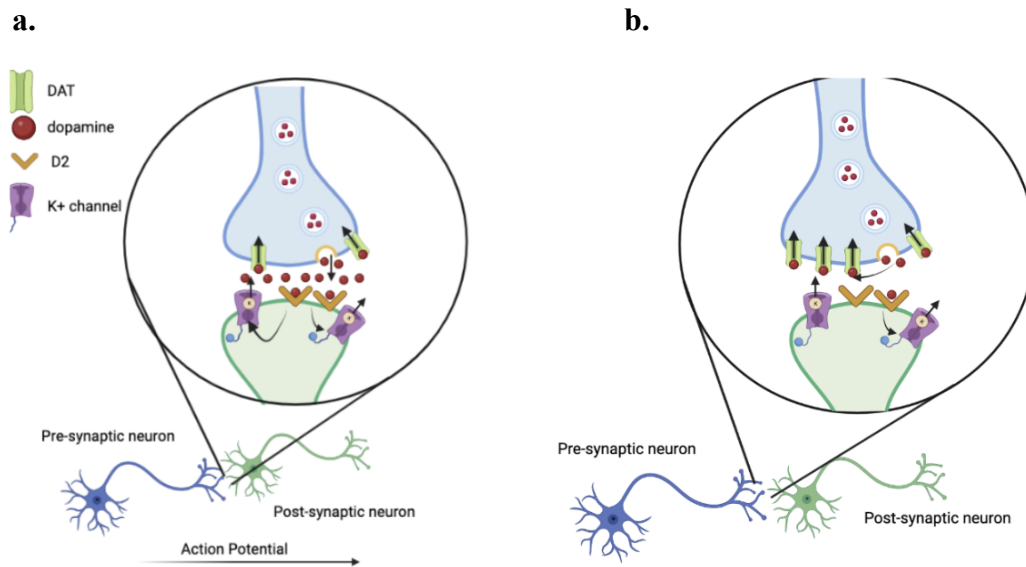 a.
b.
DAT
dopamine
D2
K+ channel
K
K
K
K
Pre-synaptic neuron
Post-synaptic neuron
Action Potential
Pre-synaptic neuron
Post-synaptic neuron